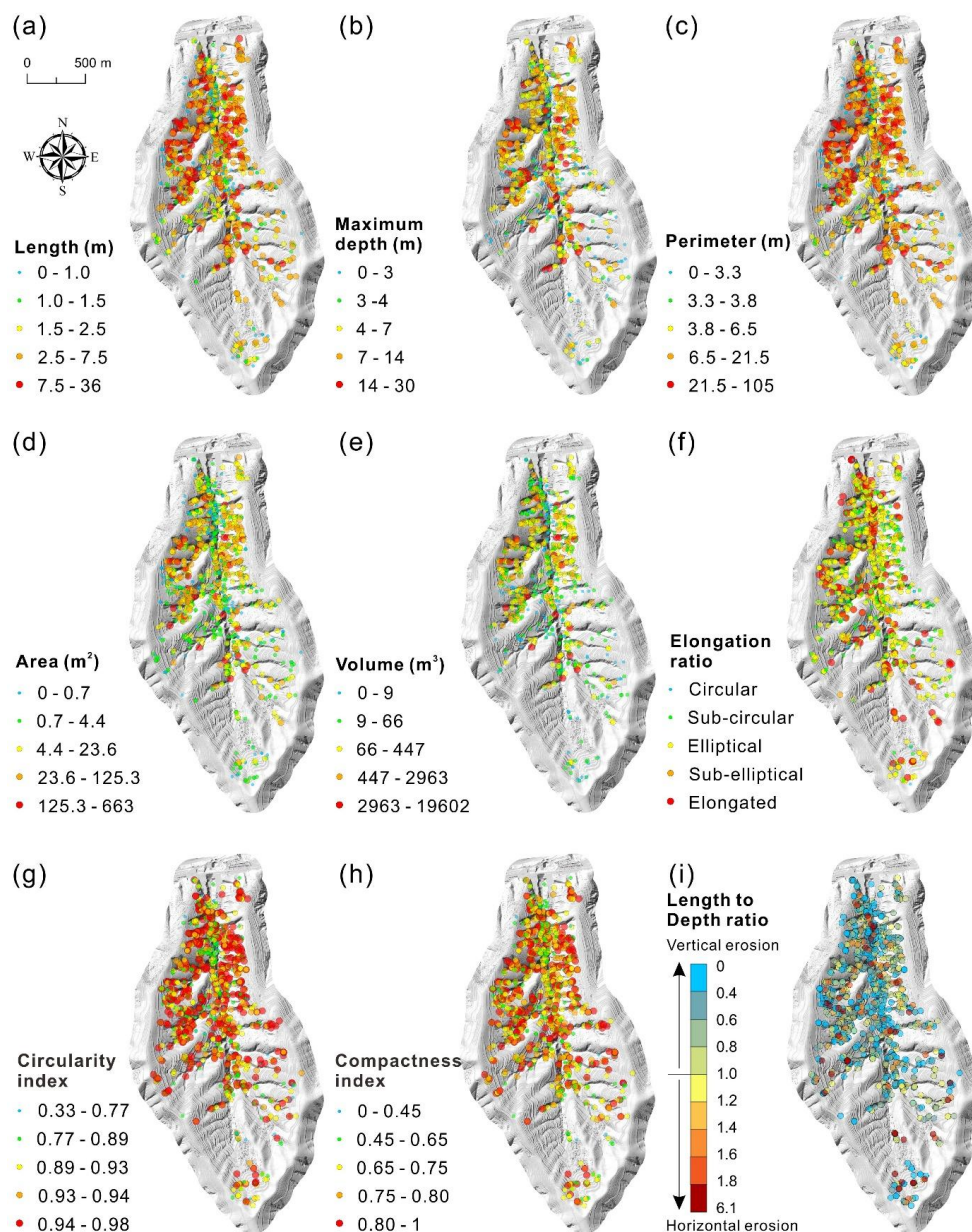 (a)
0 500 m
N
W E
S
Length (m)
0 - 1.0
1.0 - 1.5
1.5 - 2.5
2.5 - 7.5
7.5 - 36
(b)
Maximum
depth (m)
0 - 3
3 - 4
4 - 7
7 - 14
14 - 30
(c)
Perimeter (m)
0 - 3.3
3.3 - 3.8
3.8 - 6.5
6.5 - 21.5
21.5 - 105
(d)
Area (m²)
0 - 0.7
0.7 - 4.4
4.4 - 23.6
23.6 - 125.3
125.3 - 663
(e)
Volume (m³)
0 - 9
9 - 66
66 - 447
447 - 2963
2963 - 19602
(f)
Elongation
ratio
Circular
Sub-circular
Elliptical
Sub-elliptical
Elongated
(g)
Circularity
index
0.33 - 0.77
0.77 - 0.89
0.89 - 0.93
0.93 - 0.94
0.94 - 0.98
(h)
Compactness
index
0 - 0.45
0.45 - 0.65
0.65 - 0.75
0.75 - 0.80
0.80 - 1
(i)
Length to
Depth ratio
Vertical erosion
0
0.4
0.6
0.8
1.0
1.2
1.4
1.6
1.8
6.1
Horizontal erosion